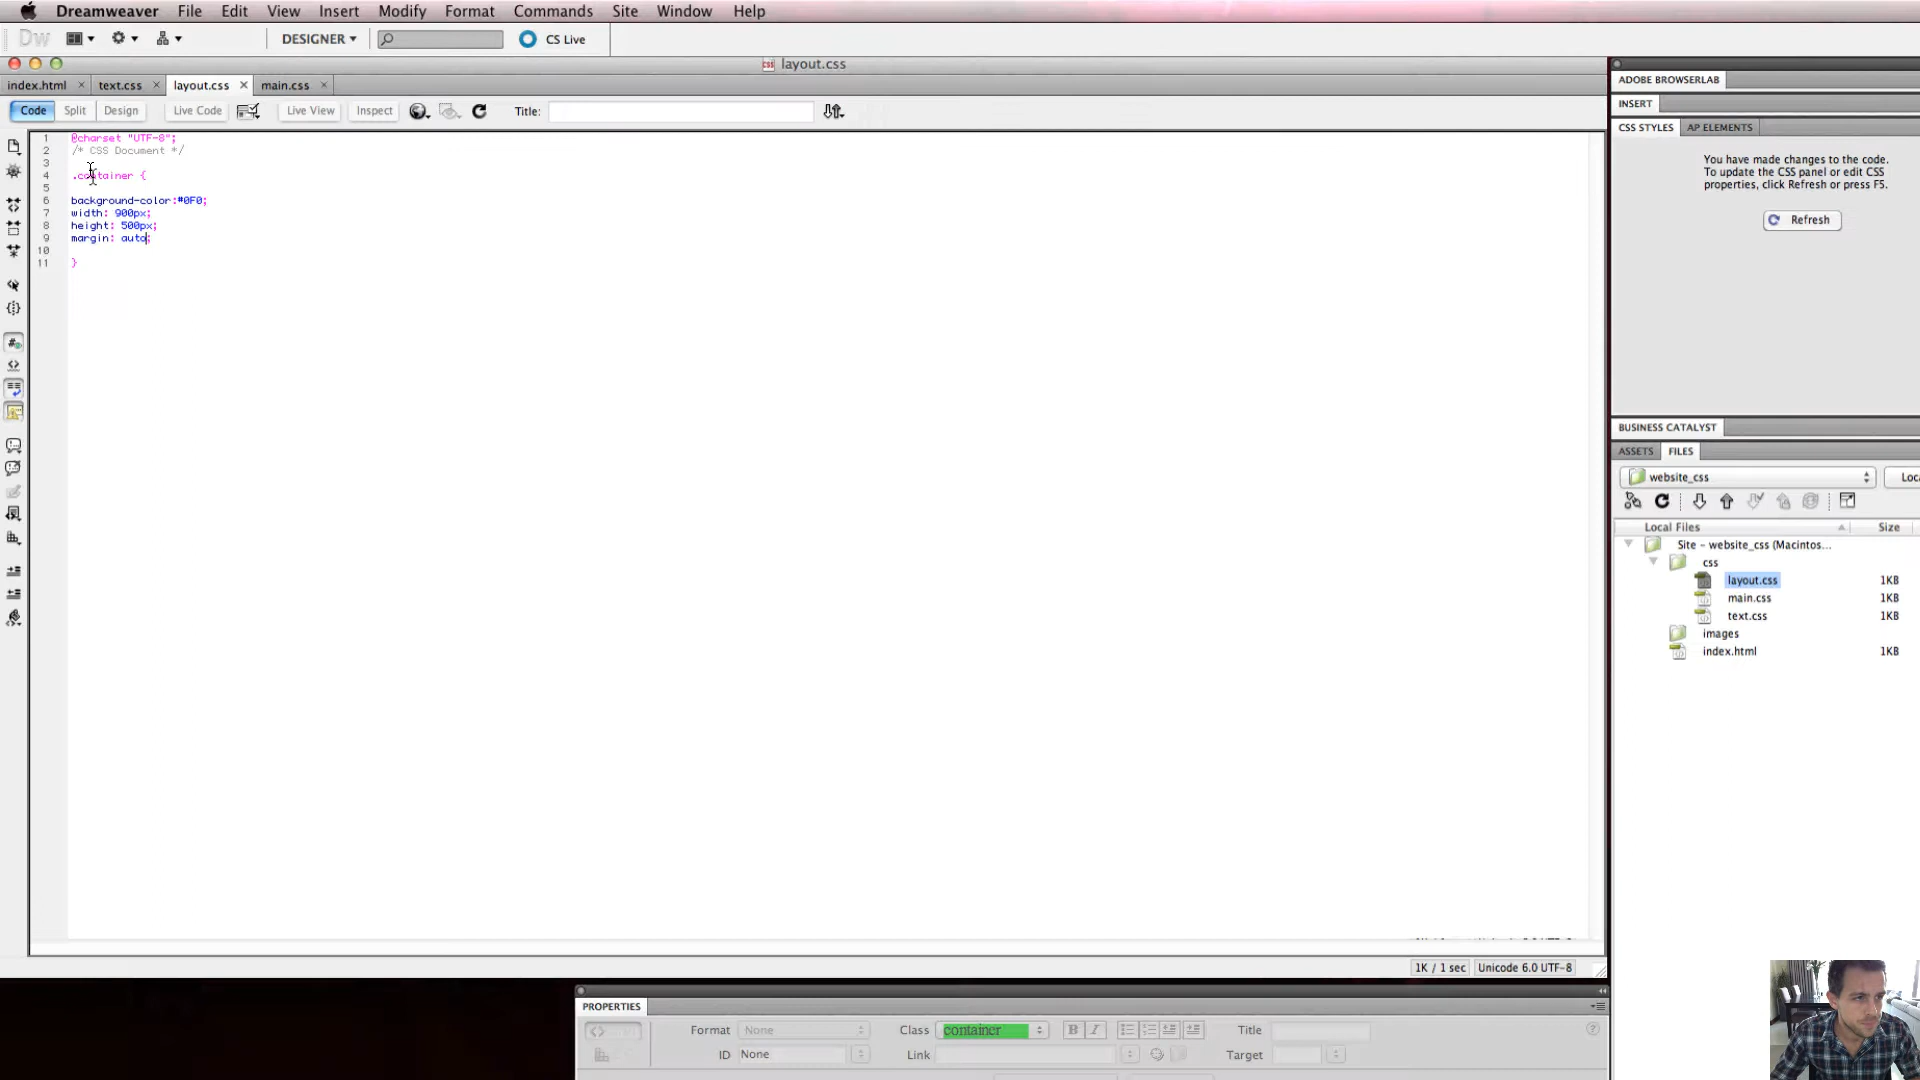 Dreamweaver File Edit View Insert Modify Format Commands Site Window Help
Dw DESIGNER CS Live
layout.css
index.html text.css layout.css main.css
Code Split Design Live Code Live View Inspect Title:
1 @charset "UTF-8";
2 /* CSS Document */
3
4 .container {
5
6 background-color:#0F0;
7 width: 900px;
8 height: 500px;
9 margin: auto;
10
11 }
1K / 1 sec Unicode 6.0 UTF-8
ADOBE BROWSERLAB
INSERT
CSS STYLES AP ELEMENTS
You have made changes to the code.
To update the CSS panel or edit CSS
properties, click Refresh or press F5.
Refresh
BUSINESS CATALYST
ASSETS FILES
website_css Loc
Local Files Size
Site - website_css (Macintos...
css
layout.css 1KB
main.css 1KB
text.css 1KB
images
index.html 1KB
PROPERTIES
Format None Class container B I Title
ID None Link Target